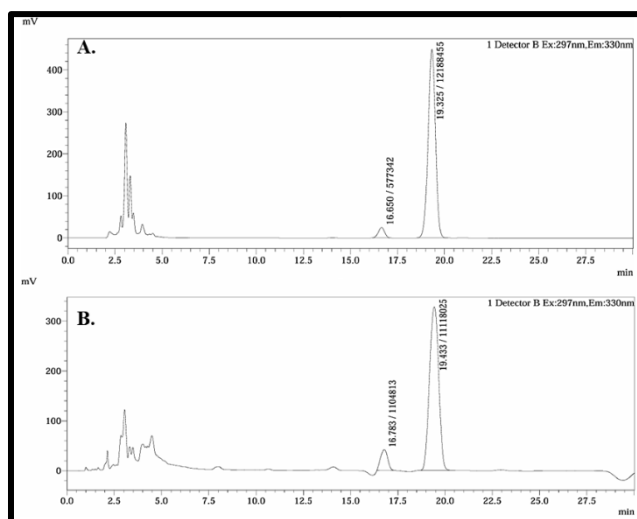 mV
A.
1 Detector B Ex:297nm,Em:330nm
400
300
200
100
0
16.650 / 577342
19.325 / 12188455
0.0 2.5 5.0 7.5 10.0 12.5 15.0 17.5 20.0 22.5 25.0 27.5
min
mV
B.
1 Detector B Ex:297nm,Em:330nm
300
200
100
0
16.783 / 1104813
19.433 / 11118025
0.0 2.5 5.0 7.5 10.0 12.5 15.0 17.5 20.0 22.5 25.0 27.5
min